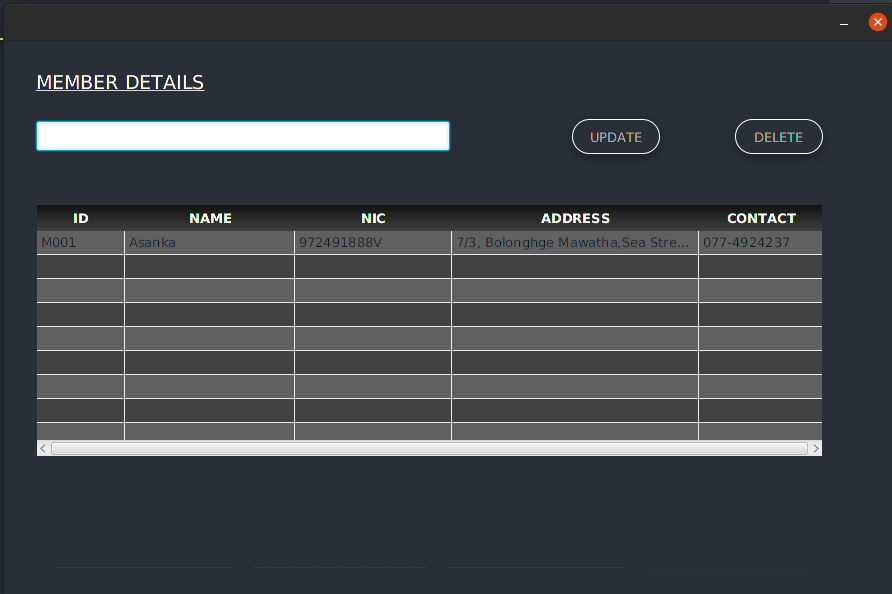 MEMBER DETAILS
UPDATE DELETE
ID NAME NIC ADDRESS CONTACT
M001 Asanka 972491888V 7/3, Bolonghge Mawatha,Sea Stre... 077-4924237